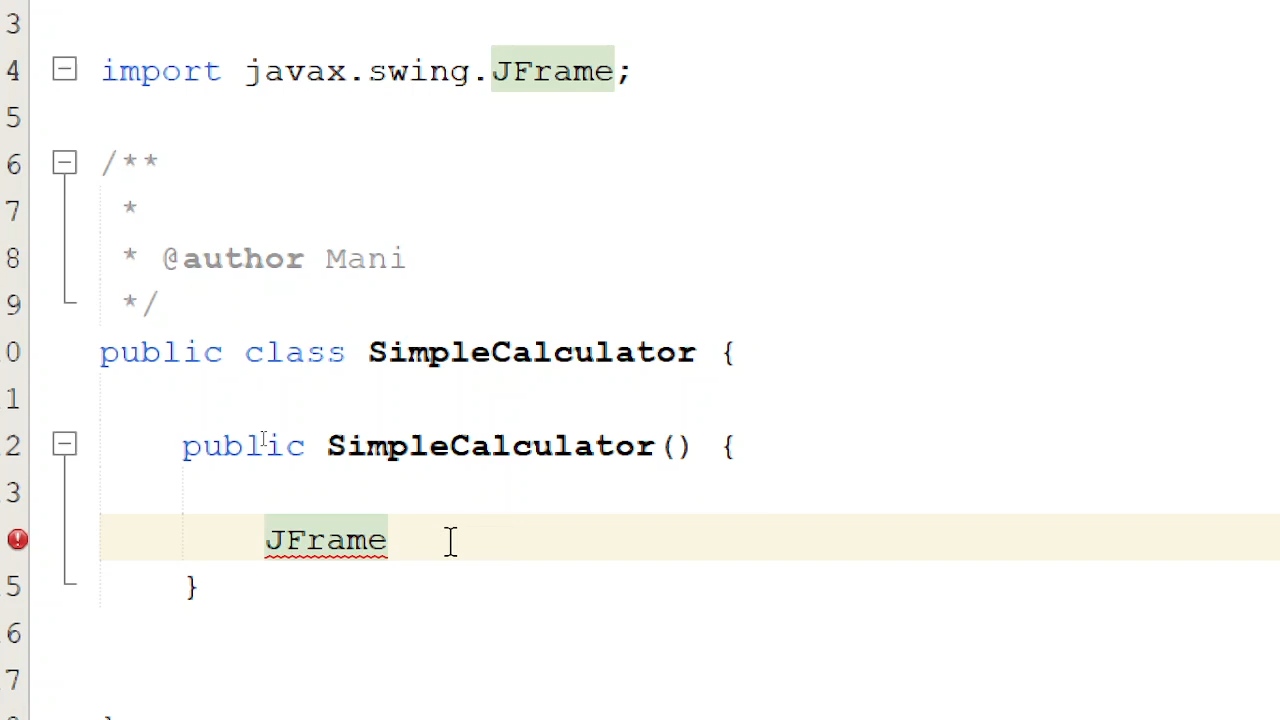 3
4 import javax.swing.JFrame;
5
6 /**
7 *
8 * @author Mani
9 */
0 public class SimpleCalculator {
1
2 public SimpleCalculator() {
3
JFrame
5 }
6
7